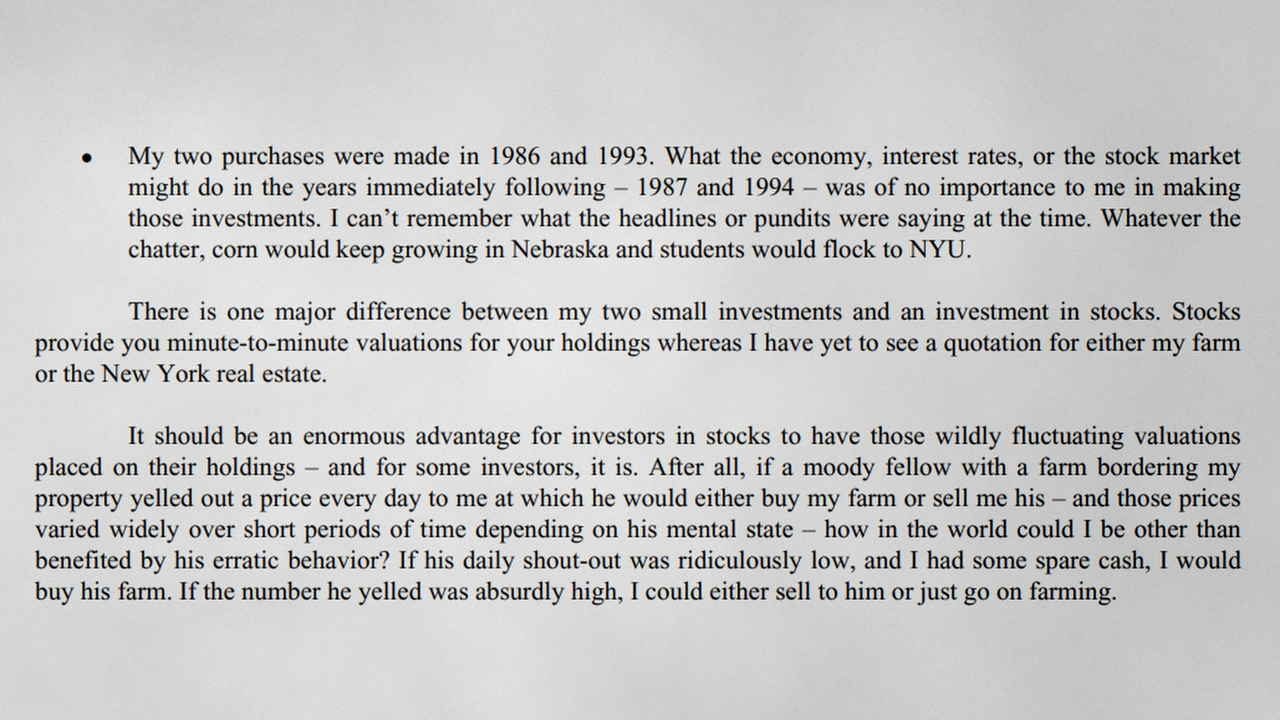 • My two purchases were made in 1986 and 1993. What the economy, interest rates, or the stock market
might do in the years immediately following – 1987 and 1994 – was of no importance to me in making
those investments. I can’t remember what the headlines or pundits were saying at the time. Whatever the
chatter, corn would keep growing in Nebraska and students would flock to NYU.
There is one major difference between my two small investments and an investment in stocks. Stocks
provide you minute-to-minute valuations for your holdings whereas I have yet to see a quotation for either my farm
or the New York real estate.
It should be an enormous advantage for investors in stocks to have those wildly fluctuating valuations
placed on their holdings – and for some investors, it is. After all, if a moody fellow with a farm bordering my
property yelled out a price every day to me at which he would either buy my farm or sell me his – and those prices
varied widely over short periods of time depending on his mental state – how in the world could I be other than
benefited by his erratic behavior? If his daily shout-out was ridiculously low, and I had some spare cash, I would
buy his farm. If the number he yelled was absurdly high, I could either sell to him or just go on farming.